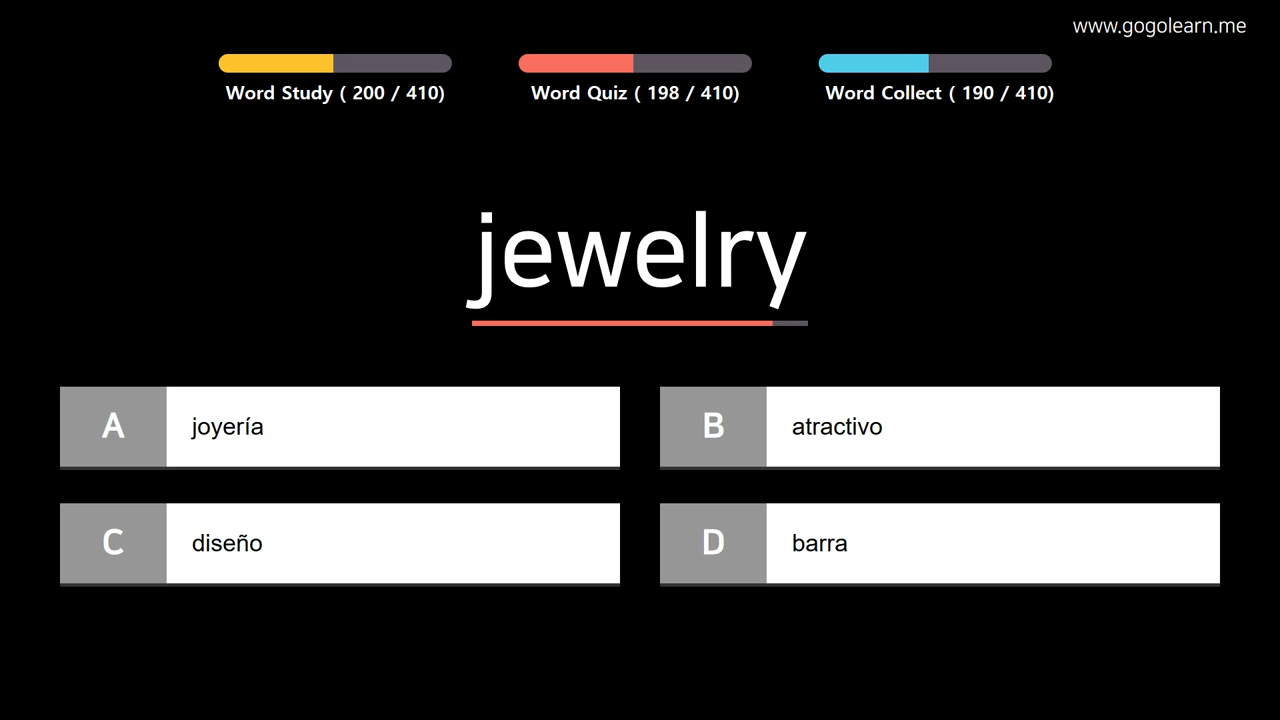 www.gogolearn.me
Word Study ( 200 / 410)
Word Quiz ( 198 / 410)
Word Collect ( 190 / 410)
jewelry
A joyería
B atractivo
C diseño
D barra